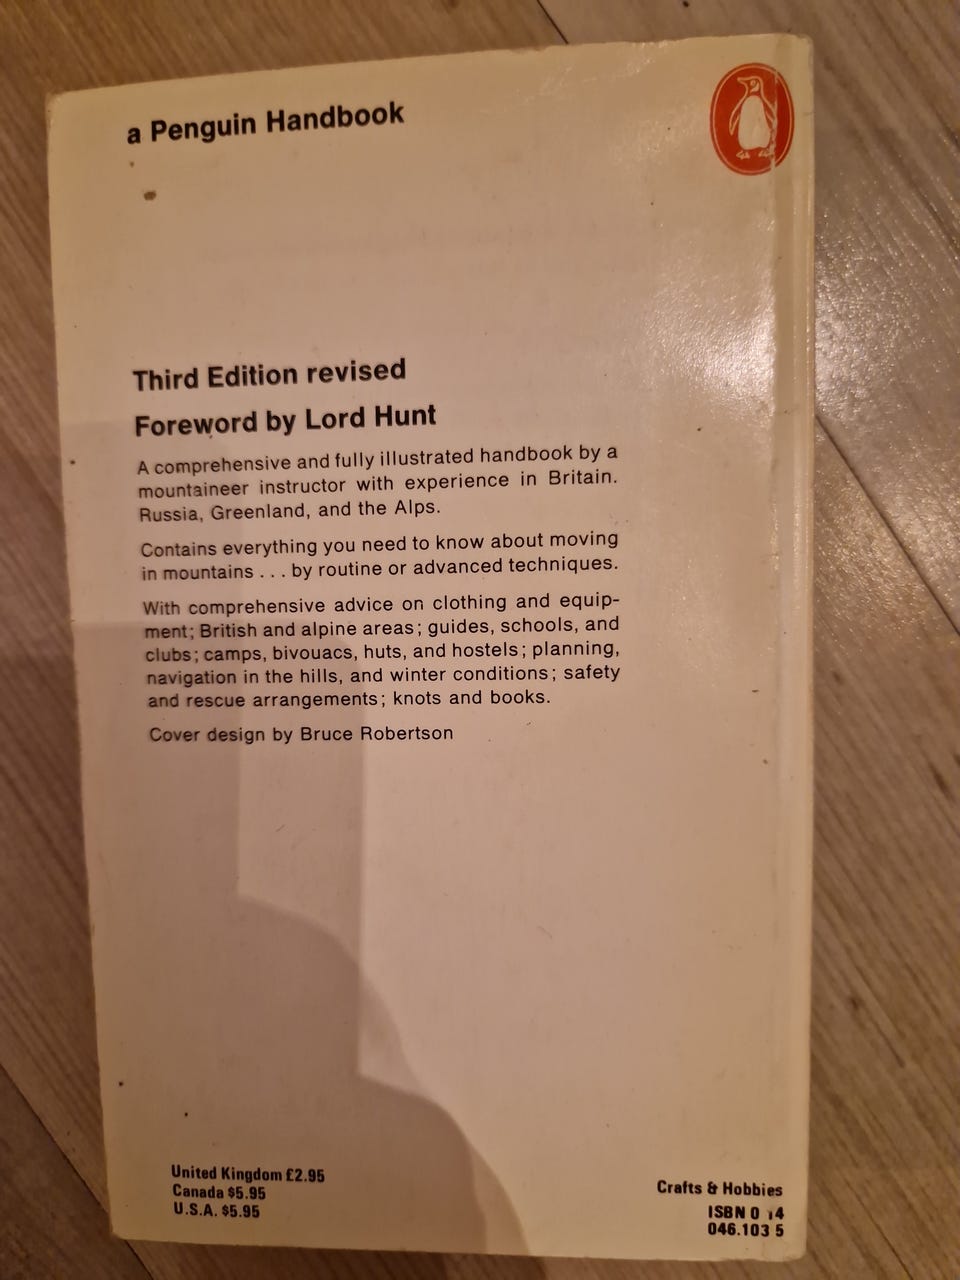 a Penguin Handbook
Third Edition revised
Foreword by Lord Hunt
A comprehensive and fully illustrated handbook by a
mountaineer instructor with experience in Britain.
Russia, Greenland, and the Alps.
Contains everything you need to know about moving
in mountains . . . by routine or advanced techniques.
With comprehensive advice on clothing and equip-
ment; British and alpine areas; guides, schools, and
clubs; camps, bivouacs, huts, and hostels; planning,
navigation in the hills, and winter conditions; safety
and rescue arrangements; knots and books.
Cover design by Bruce Robertson
United Kingdom £2.95
Canada $5.95
U.S.A. $5.95
Crafts & Hobbies
ISBN 0 14
046.103 5